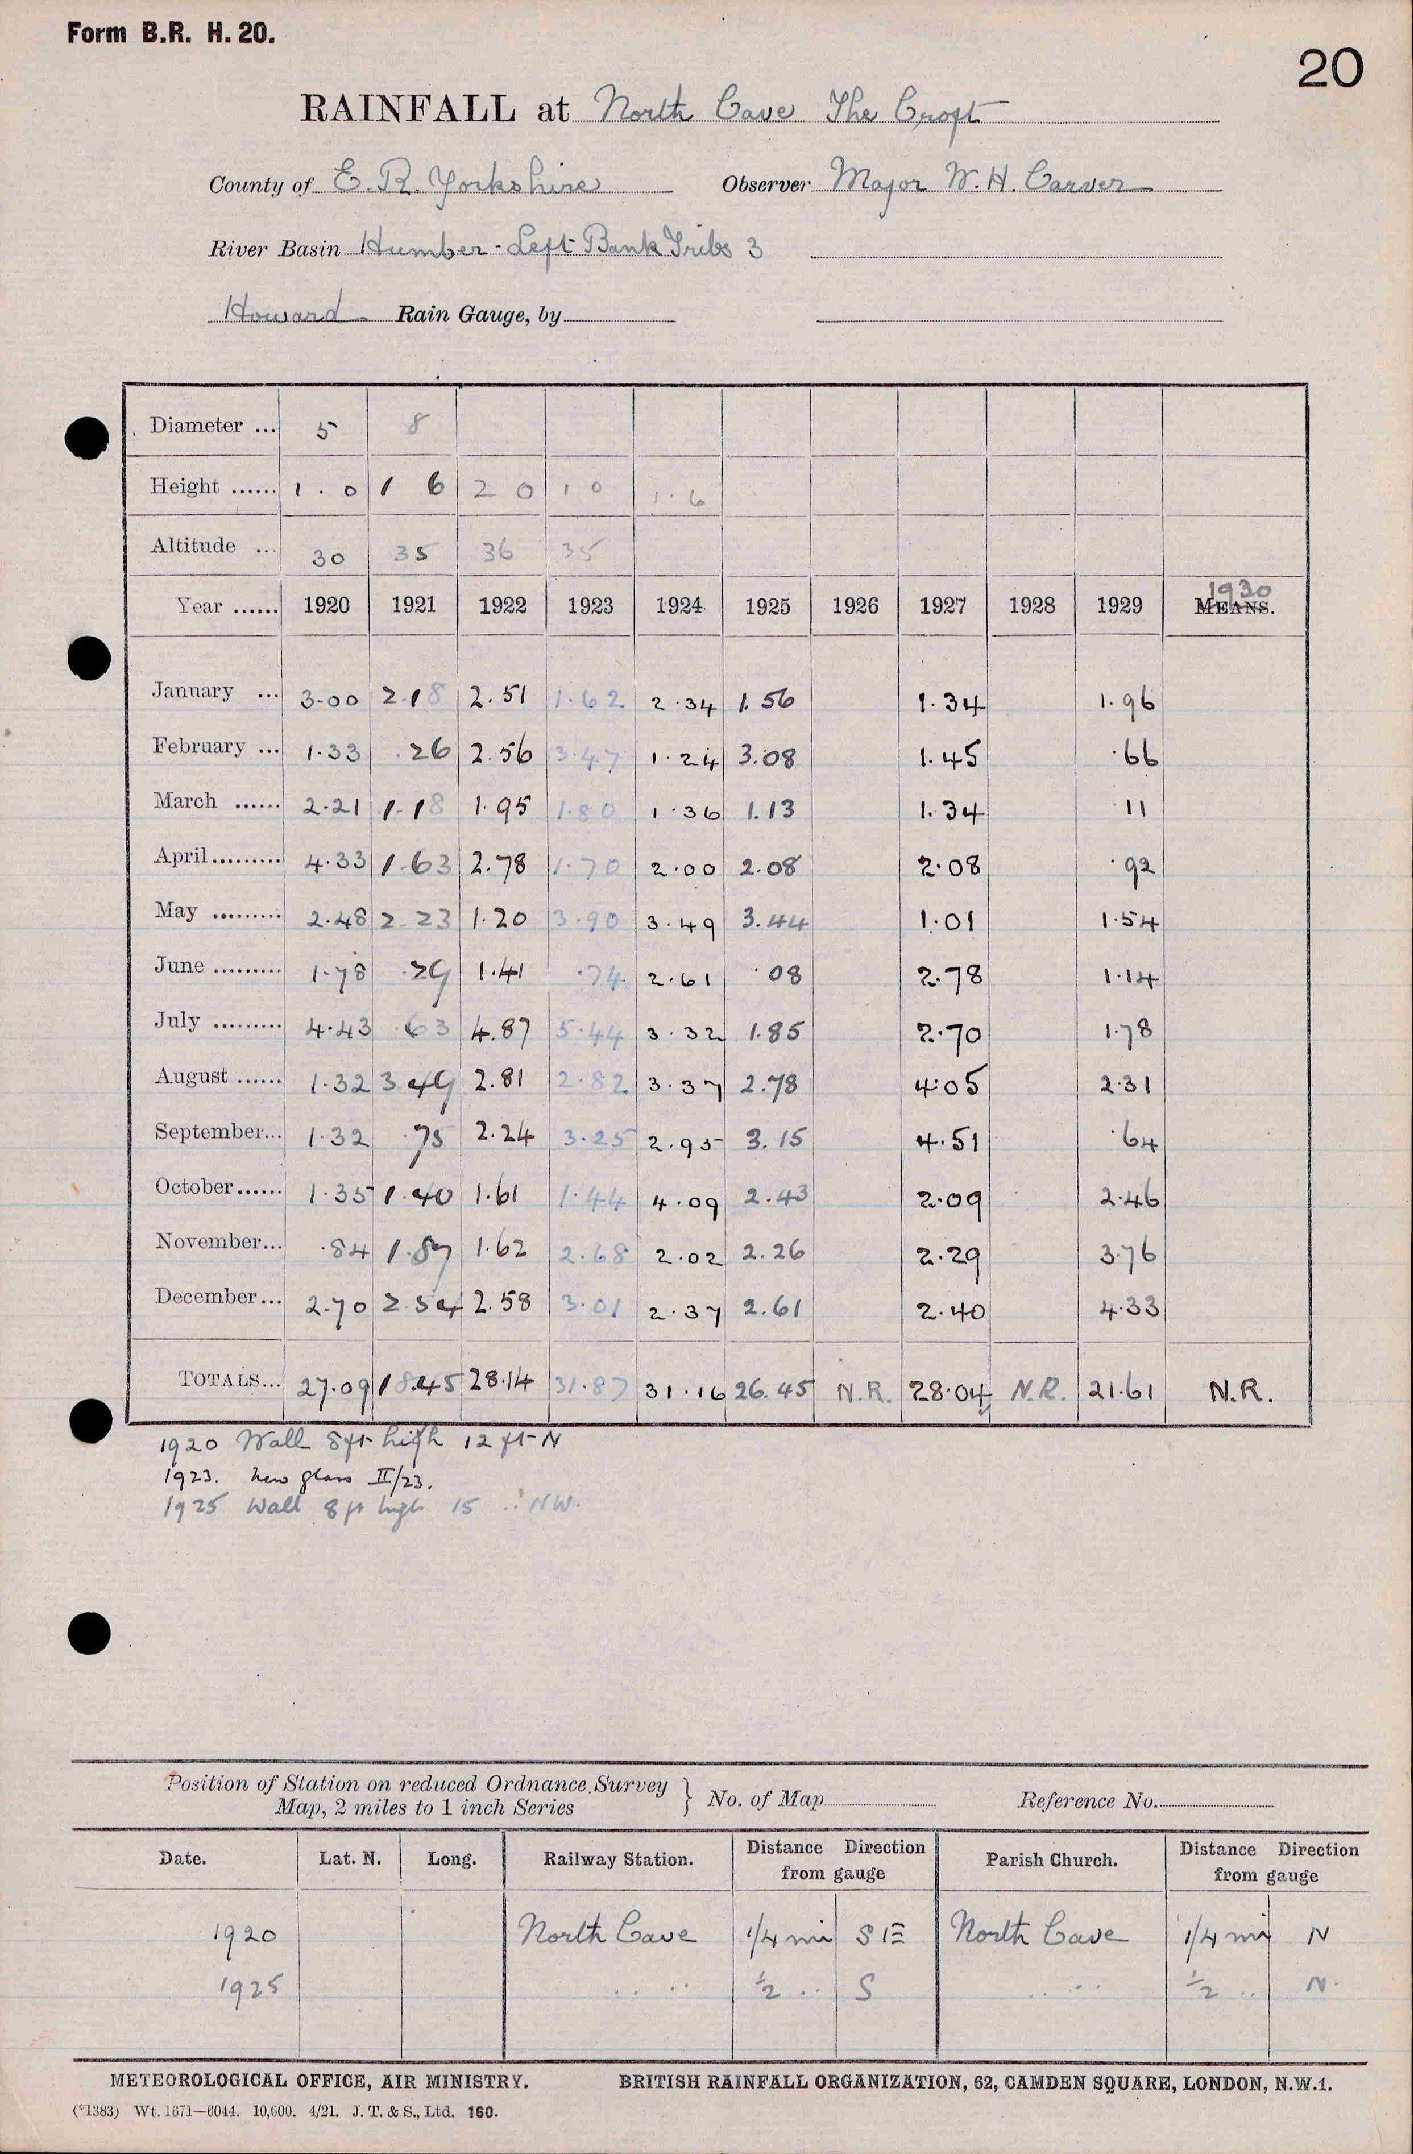 Form B.R. H. 20.
20
RAINFALL at North Cave The Croft
County of E. R. Yorkshire Observer Major W. H. Carver
River Basin Humber - Left Bank Tribs 3
Howard Rain Gauge, by
Diameter ... 5 8
Height ...... 1 . 0 1 6 2 0 1 0 1 . 6
Altitude ... 30 35 36 35
Year ...... 1920 1921 1922 1923 1924 1925 1926 1927 1928 1929 1930 MEANS.
January ... 3.00 2.18 2.51 1.62 2.34 1.56 1.34 1.96
February ... 1.33 .26 2.56 3.47 1.24 3.08 1.45 .66
March ...... 2.21 1.18 1.95 1.80 1.36 1.13 1.34 .11
April ......... 4.33 1.63 2.78 1.70 2.00 2.08 2.08 .92
May ......... 2.48 2.23 1.20 3.90 3.49 3.44 1.01 1.54
June ......... 1.78 .29 1.41 .74 2.61 .08 2.78 1.14
July ......... 4.43 .63 4.87 5.44 3.32 1.85 2.70 1.78
August ...... 1.32 3.49 2.81 2.82 3.37 2.78 4.05 2.31
September... 1.32 .75 2.24 3.25 2.95 3.15 4.51 .64
October...... 1.35 1.40 1.61 1.44 4.09 2.43 2.09 2.46
November... .84 1.87 1.62 2.68 2.02 2.26 2.29 3.76
December... 2.70 2.54 2.58 3.01 2.37 2.61 2.40 4.33
TOTALS... 27.09 18.45 28.14 31.87 31.16 26.45 N.R. 28.04 N.R. 21.61 N.R.
1920 Wall 8ft high 12 ft N
1923. New glass II/23.
1925 Wall 8 ft high 15 .. NW.
Position of Station on reduced Ordnance Survey
Map, 2 miles to 1 inch Series } No. of Map Reference No.
Date. Lat. N. Long. Railway Station. Distance Direction from gauge Parish Church. Distance Direction from gauge
1920 North Cave 1/4 mi SE North Cave 1/4 mi N
1925 .. .. 1/2 .. S .. .. 1/2 .. N.
METEOROLOGICAL OFFICE, AIR MINISTRY. BRITISH RAINFALL ORGANIZATION, 62, CAMDEN SQUARE, LONDON, N.W.1.
(*1383) Wt. 1671—6044. 10,600. 4/21. J. T. & S., Ltd. 160.